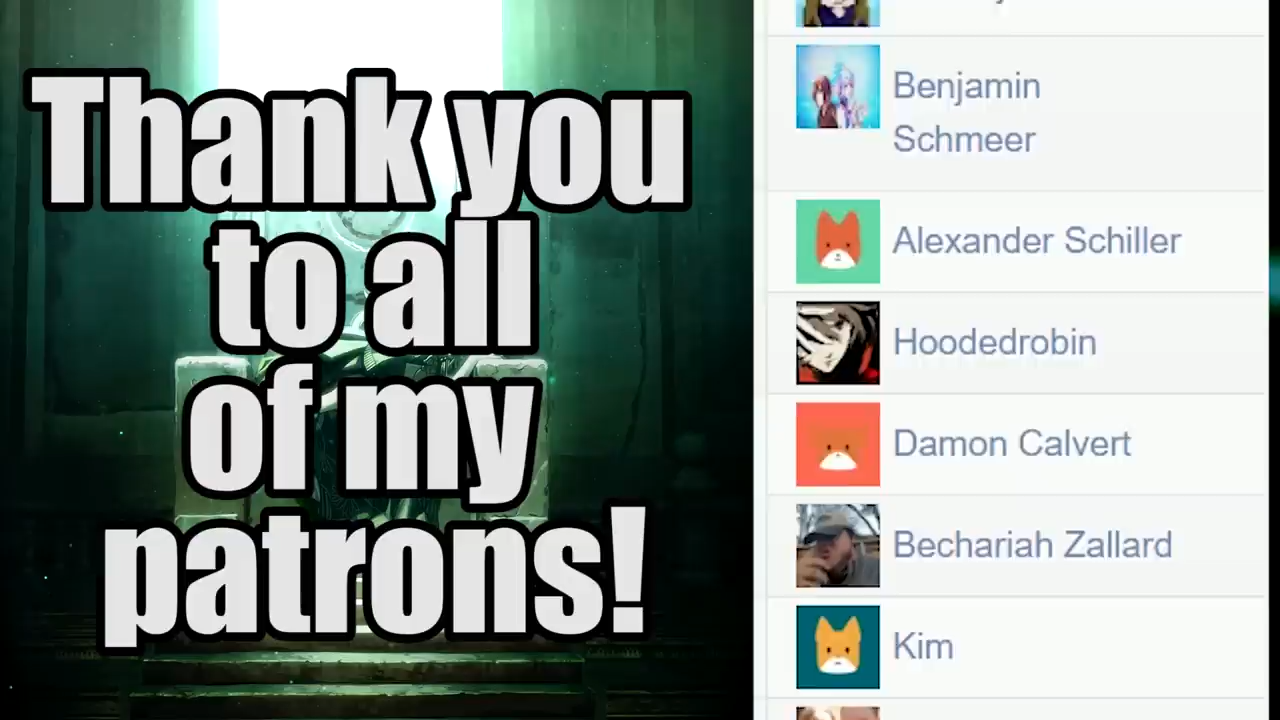 Thank you
to all
of my
patrons!
Benjamin
Schmeer
Alexander Schiller
Hoodedrobin
Damon Calvert
Bechariah Zallard
Kim